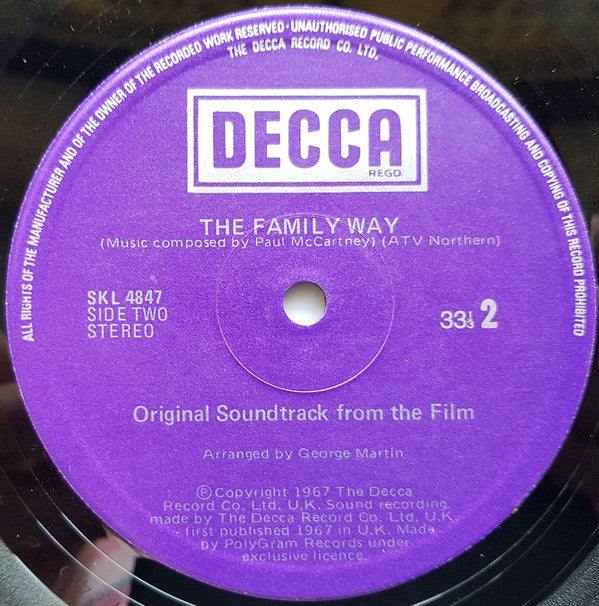 ALL RIGHTS OF THE MANUFACTURER AND OF THE OWNER OF THE RECORDED WORK RESERVED · UNAUTHORISED PUBLIC PERFORMANCE BROADCASTING AND COPYING OF THIS RECORD PROHIBITED
THE DECCA RECORD CO. LTD.
DECCA
REGD.
THE FAMILY WAY
(Music composed by Paul McCartney) (ATV Northern)
SKL 4847
SIDE TWO
STEREO
33⅓ 2
Original Soundtrack from the Film
Arranged by George Martin
Ⓟ Copyright 1967 The Decca
Record Co. Ltd. U.K. Sound recording
made by The Decca Record Co. Ltd. U.K.
- first published 1967 in U.K. Made
by PolyGram Records under
exclusive licence.